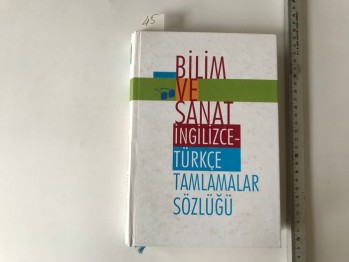 45
BİLİM
VE
SANAT
İNGİLİZCE-
TÜRKÇE
TAMLAMALAR
SÖZLÜĞÜ